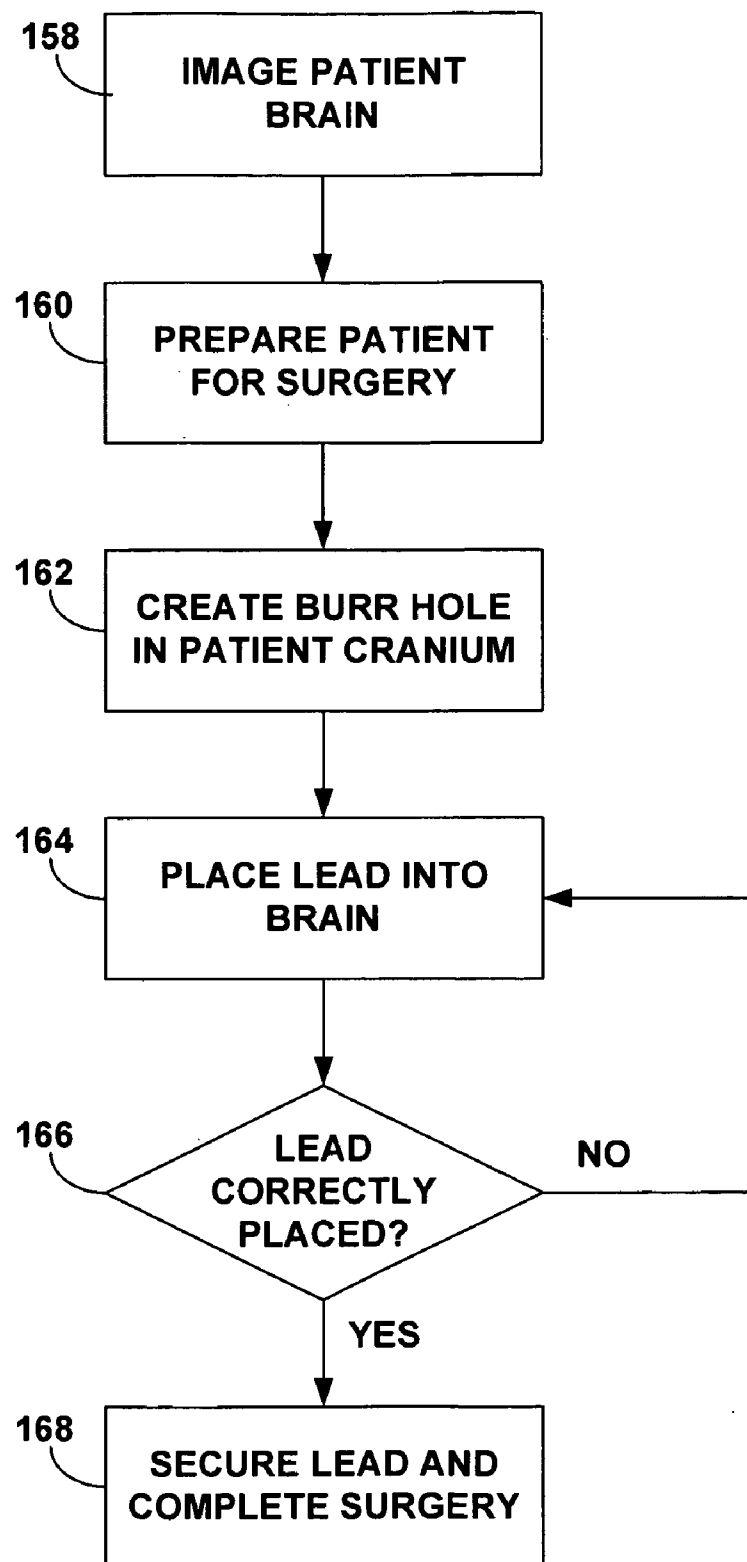 158
IMAGE PATIENT
BRAIN
160
PREPARE PATIENT
FOR SURGERY
162
CREATE BURR HOLE
IN PATIENT CRANIUM
164
PLACE LEAD INTO
BRAIN
166
LEAD
CORRECTLY
PLACED?
NO
YES
168
SECURE LEAD AND
COMPLETE SURGERY